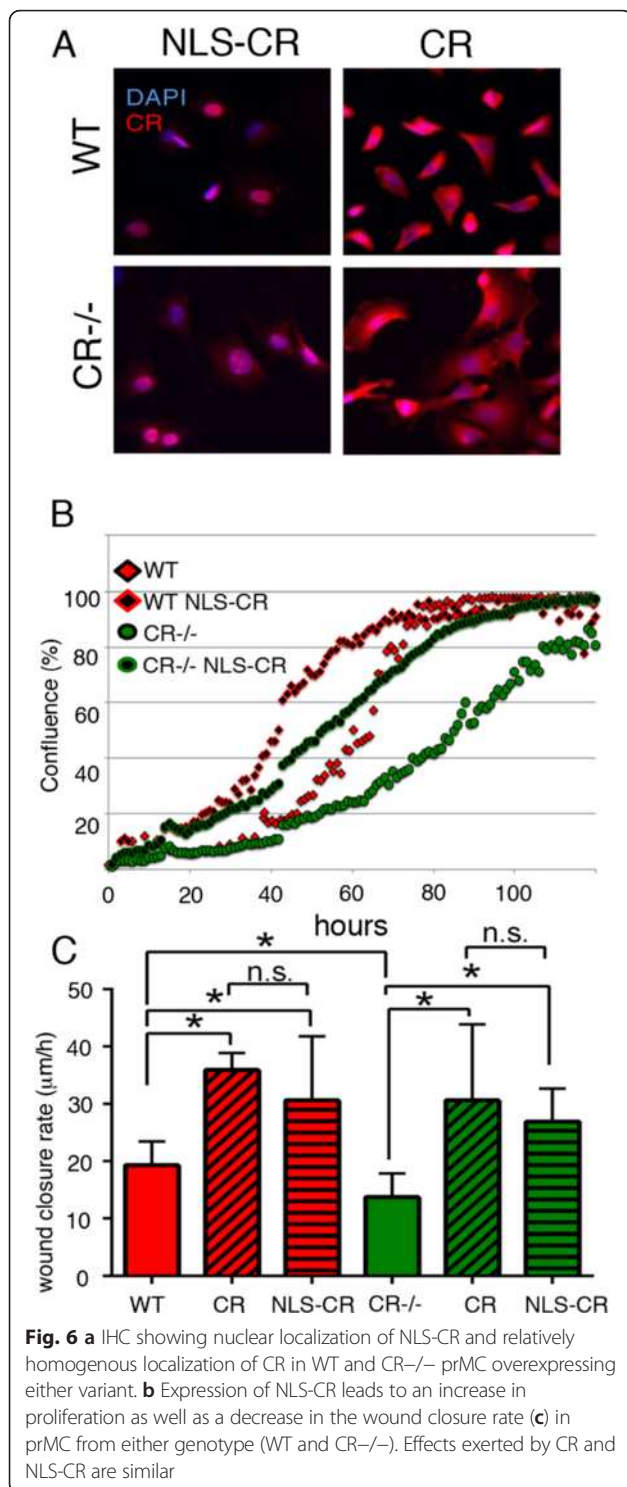 A
NLS-CR
CR
DAPI
CR
WT
CR-/-
B
WT
WT NLS-CR
CR-/-
CR-/- NLS-CR
Confluence (%)
100
80
60
40
20
0
20
40
60
80
100
hours
C
*
n.s.
*
*
n.s.
*
*
wound closure rate (μm/h)
50
40
30
20
10
0
WT
CR
NLS-CR
CR-/-
CR
NLS-CR
Fig. 6 a IHC showing nuclear localization of NLS-CR and relatively
homogenous localization of CR in WT and CR−/− prMC overexpressing
either variant. b Expression of NLS-CR leads to an increase in
proliferation as well as a decrease in the wound closure rate (c) in
prMC from either genotype (WT and CR−/−). Effects exerted by CR and
NLS-CR are similar